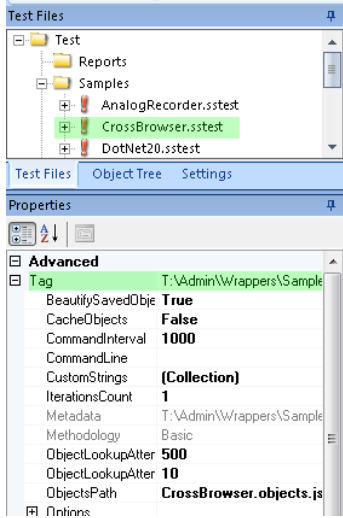 Test Files
Test
Reports
Samples
AnalogRecorder.sstest
CrossBrowser.sstest
DotNet20.sstest
Test Files Object Tree Settings
Properties
Advanced
Tag T:\Admin\Wrappers\Sample
BeautifySavedObje True
CacheObjects False
CommandInterval 1000
CommandLine
CustomStrings (Collection)
IterationsCount 1
Metadata T:\Admin\Wrappers\Sample
Methodology Basic
ObjectLookupAtter 500
ObjectLookupAtter 10
ObjectsPath CrossBrowser.objects.js
Options